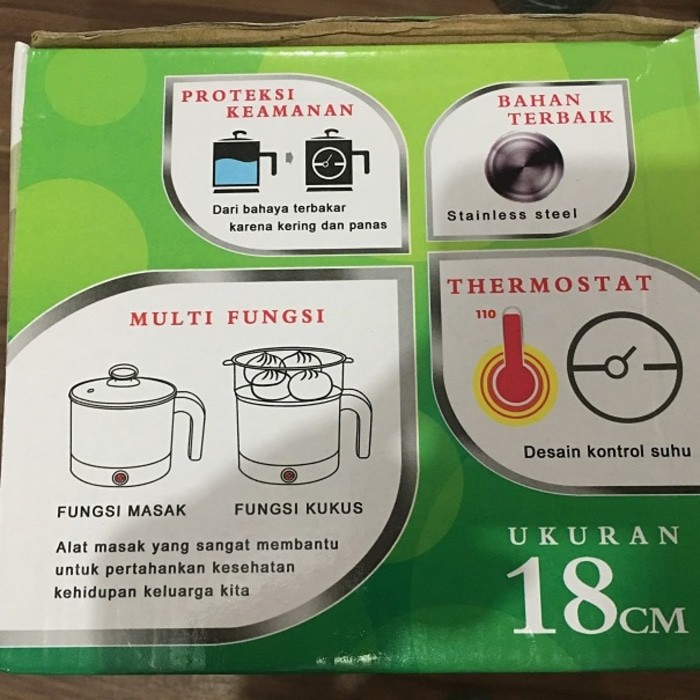 PROTEKSI
KEAMANAN
Dari bahaya terbakar
karena kering dan panas
BAHAN
TERBAIK
Stainless steel
MULTI FUNGSI
FUNGSI MASAK
FUNGSI KUKUS
Alat masak yang sangat membantu
untuk pertahankan kesehatan
kehidupan keluarga kita
THERMOSTAT
110
Desain kontrol suhu
UKURAN
18CM